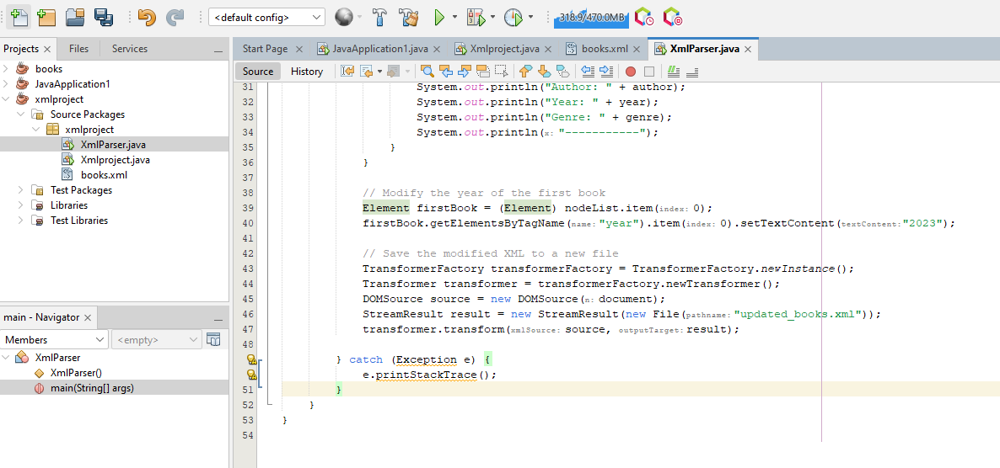 <default config>
318.9/470.0MB
Projects
Files
Services
Start Page
JavaApplication1.java
Xmlproject.java
books.xml
XmlParser.java
books
JavaApplication1
xmlproject
Source Packages
xmlproject
XmlParser.java
Xmlproject.java
books.xml
Test Packages
Libraries
Test Libraries
main - Navigator
Members
<empty>
XmlParser
XmlParser()
main(String[] args)
Source
History
31 System.out.println("Author: " + author);
32 System.out.println("Year: " + year);
33 System.out.println("Genre: " + genre);
34 System.out.println(x: "-----------");
35 }
36 }
37
38 // Modify the year of the first book
39 Element firstBook = (Element) nodeList.item(index: 0);
40 firstBook.getElementsByTagName(name: "year").item(index: 0).setTextContent(textContent: "2023");
41
42 // Save the modified XML to a new file
43 TransformerFactory transformerFactory = TransformerFactory.newInstance();
44 Transformer transformer = transformerFactory.newTransformer();
45 DOMSource source = new DOMSource(n: document);
46 StreamResult result = new StreamResult(new File(pathname: "updated_books.xml"));
47 transformer.transform(xmlSource: source, outputTarget: result);
48
} catch (Exception e) {
e.printStackTrace();
51 }
52 }
53 }
54